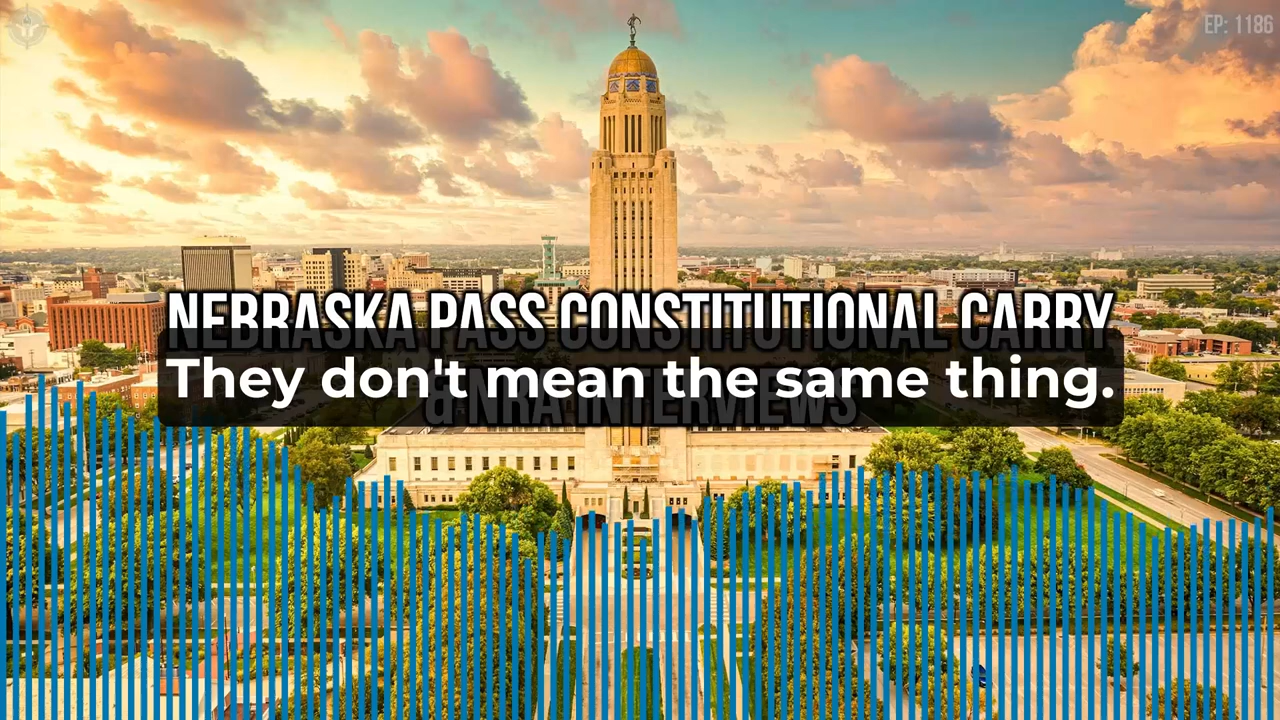 EP: 1186
NEBRASKA PASS CONSTITUTIONAL CARRY
They don't mean the same thing.
& NRA INTERVIEWS